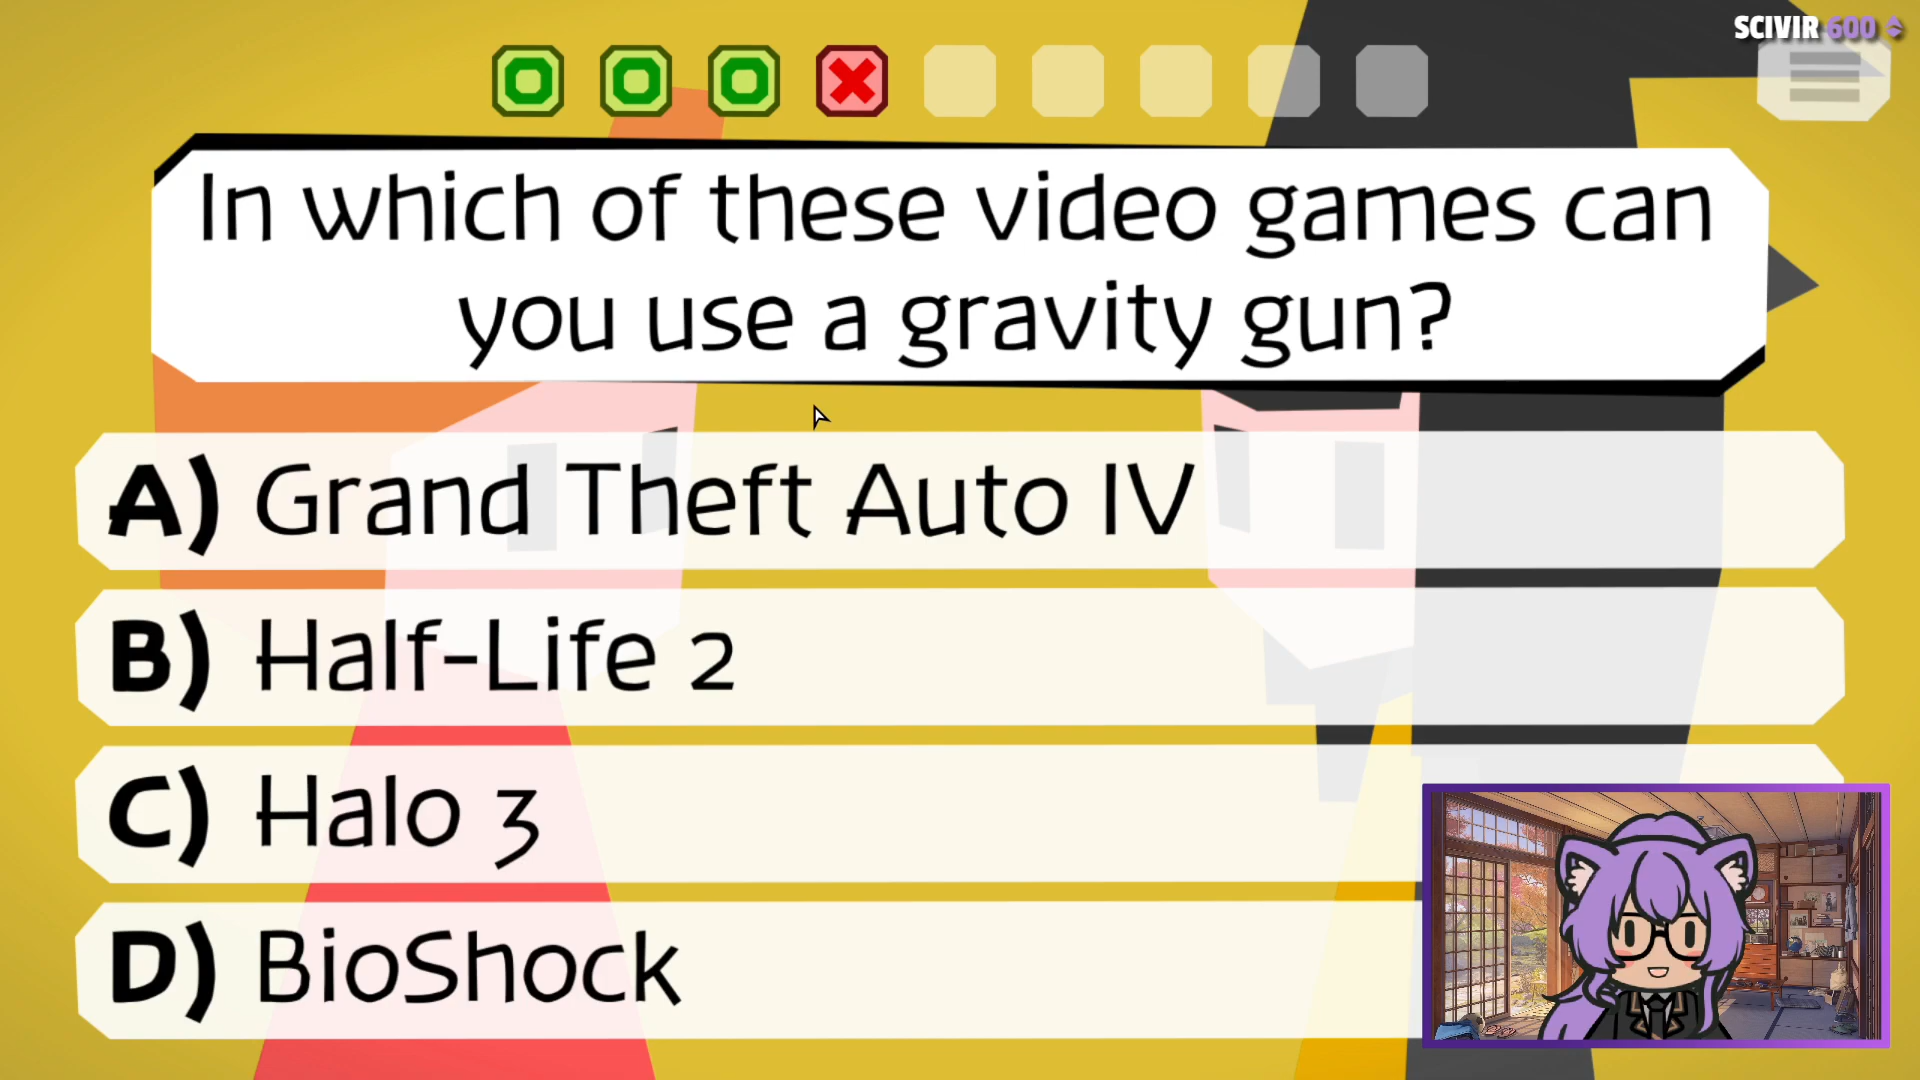 SCIVIR 600
In which of these video games can
you use a gravity gun?
A) Grand Theft Auto IV
B) Half-Life 2
C) Halo 3
D) BioShock